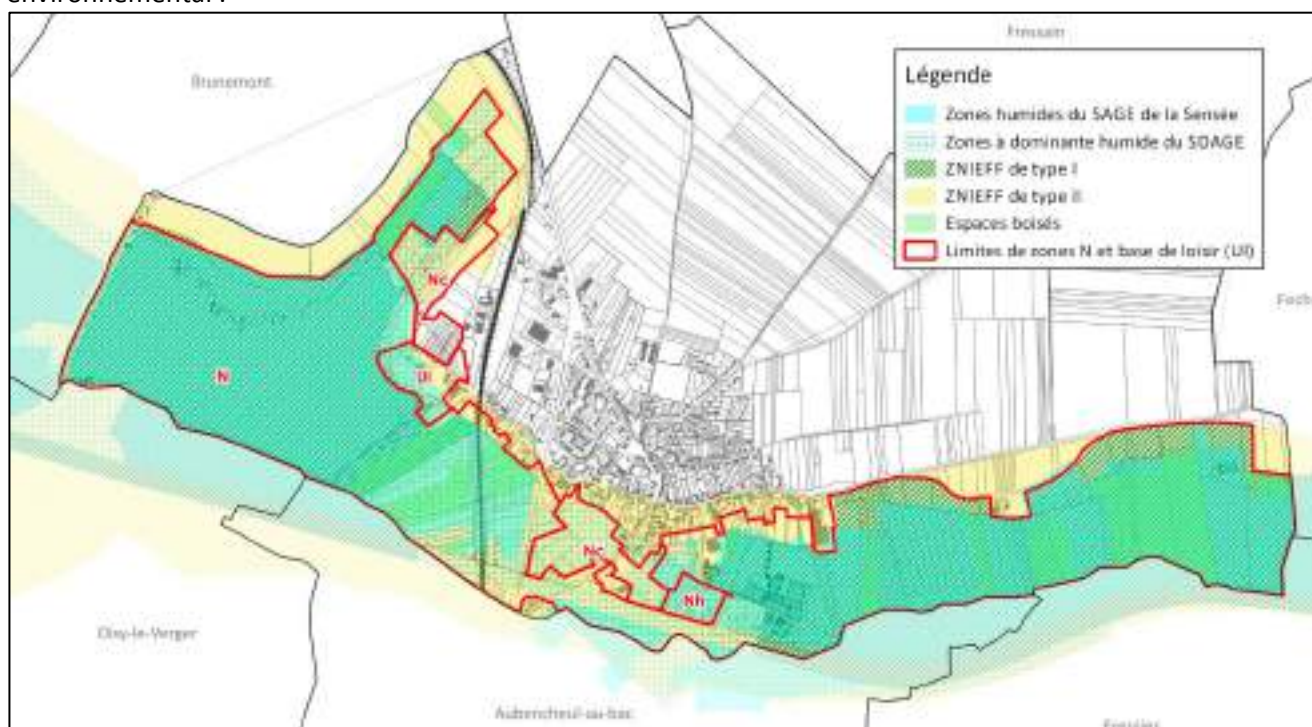 environnemental :
Brunemont
Fressain
Légende
Zones humides du SAGE de la Sensée
Zones à dominante humide du SDAGE
ZNIEFF de type I
ZNIEFF de type II
Espaces boisés
Limites de zones N et base de loisir (Ul)
Nc
N
Ul
Nc
Nh
Oisy-le-Verger
Aubencheul-au-bac